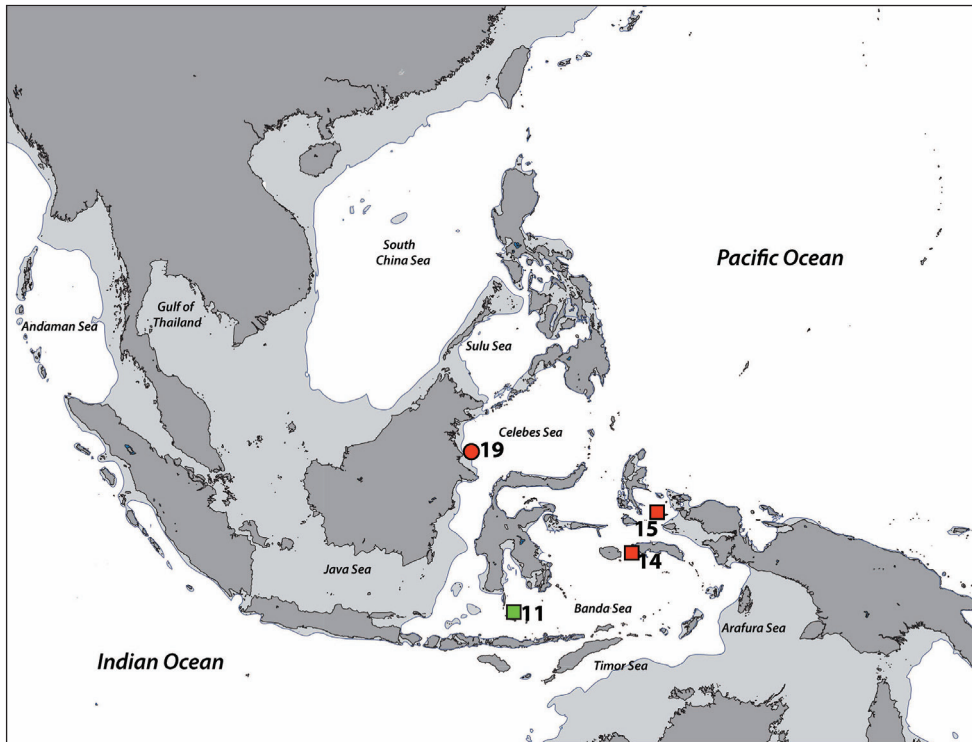 South
China Sea
Pacific Ocean
Gulf of
Thailand
Andaman Sea
Sulu Sea
Celebes Sea
19
15
14
Java Sea
11
Banda Sea
Arafura Sea
Indian Ocean
Timor Sea